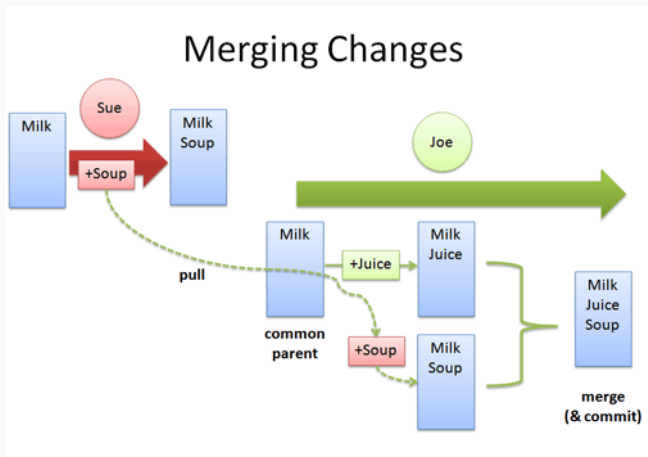 Merging Changes
Sue
Milk
Milk
Soup
+Soup
Joe
pull
Milk
+Juice
Milk
Juice
common
parent
+Soup
Milk
Soup
Milk
Juice
Soup
merge
(& commit)